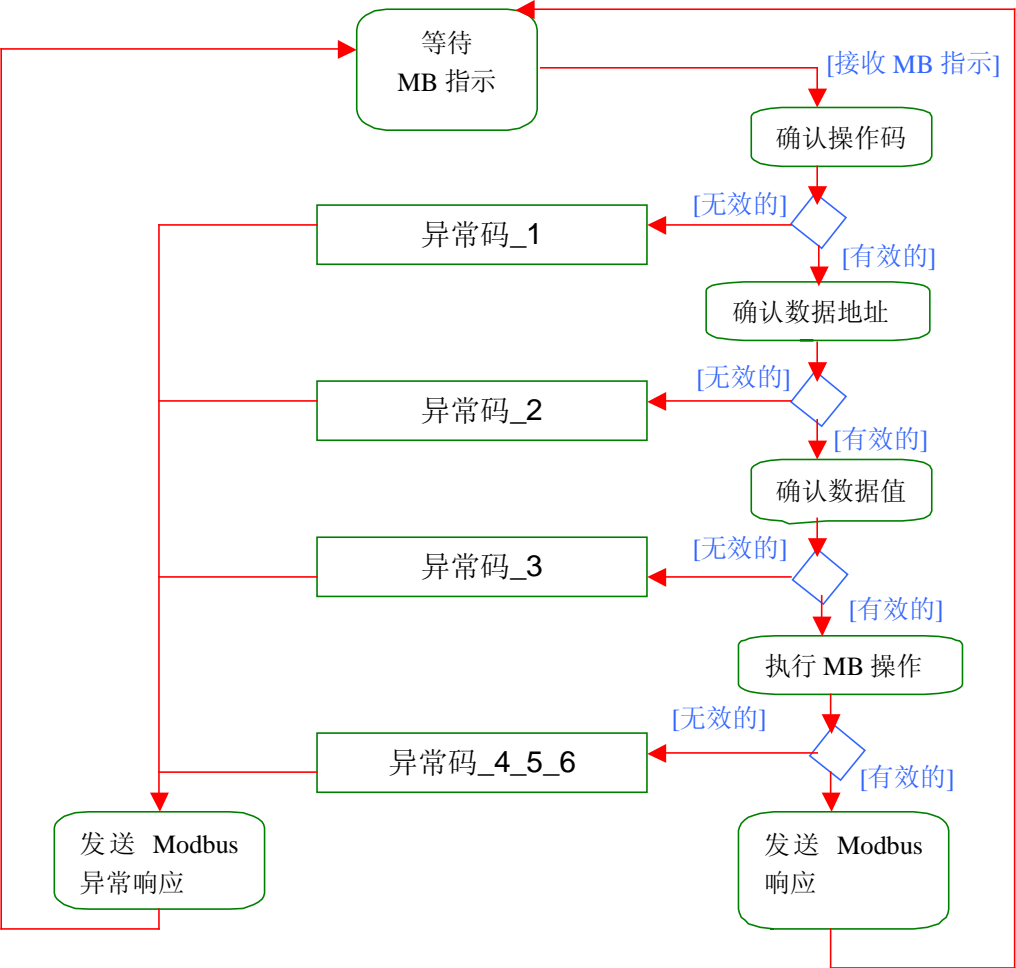 等待
MB 指示
[接收 MB 指示]
确认操作码
[无效的]
异常码_1
[有效的]
确认数据地址
[无效的]
异常码_2
[有效的]
确认数据值
[无效的]
异常码_3
[有效的]
执行 MB 操作
[无效的]
异常码_4_5_6
[有效的]
发送 Modbus
异常响应
发送 Modbus
响应